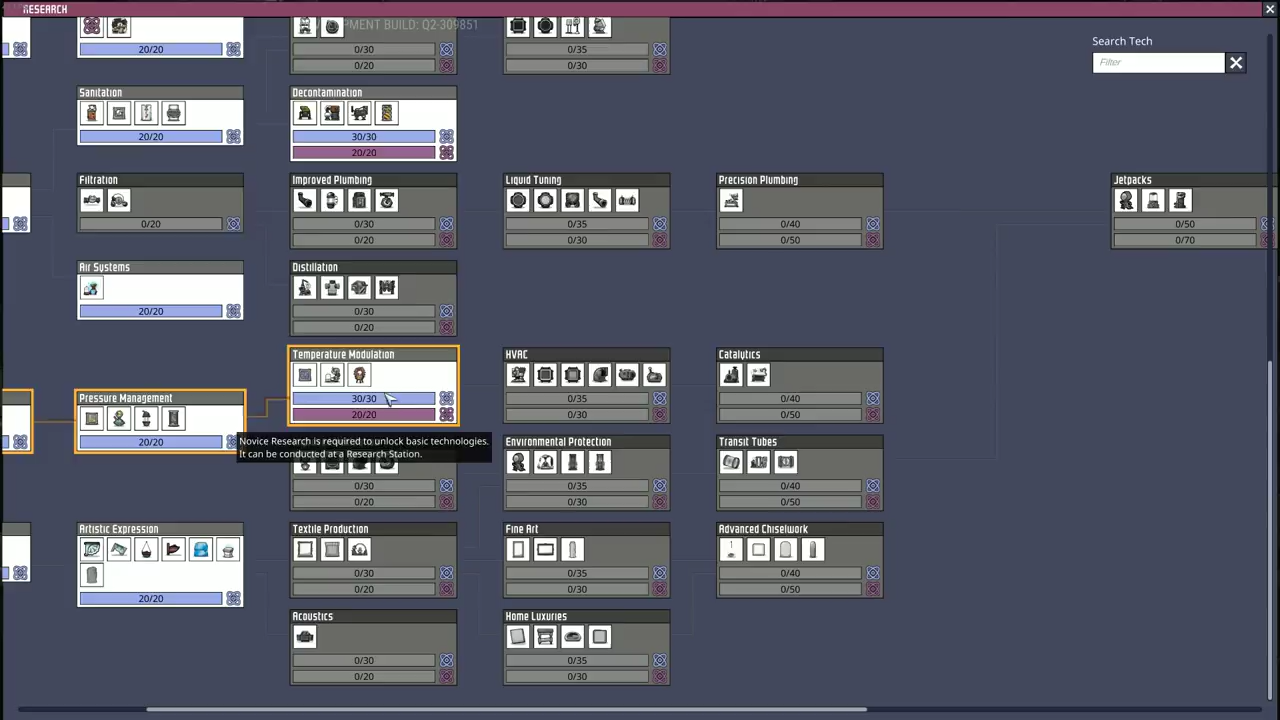 RESEARCH
PMENT BUILD: Q2-309851
Search Tech
Filter
20/20
0/30
0/20
0/35
0/30
Sanitation
20/20
Decontamination
30/30
20/20
Filtration
0/20
Improved Plumbing
0/30
0/20
Liquid Tuning
0/35
0/30
Precision Plumbing
0/40
0/50
Jetpacks
0/50
0/70
Air Systems
20/20
Distillation
0/30
0/20
Temperature Modulation
30/30
20/20
HVAC
0/35
0/30
Catalytics
0/40
0/50
Pressure Management
20/20
Novice Research is required to unlock basic technologies.
It can be conducted at a Research Station.
0/30
0/20
Environmental Protection
0/35
0/30
Transit Tubes
0/40
0/50
Artistic Expression
20/20
Textile Production
0/30
0/20
Fine Art
0/35
0/30
Advanced Chiselwork
0/40
0/50
Acoustics
0/30
0/20
Home Luxuries
0/35
0/30